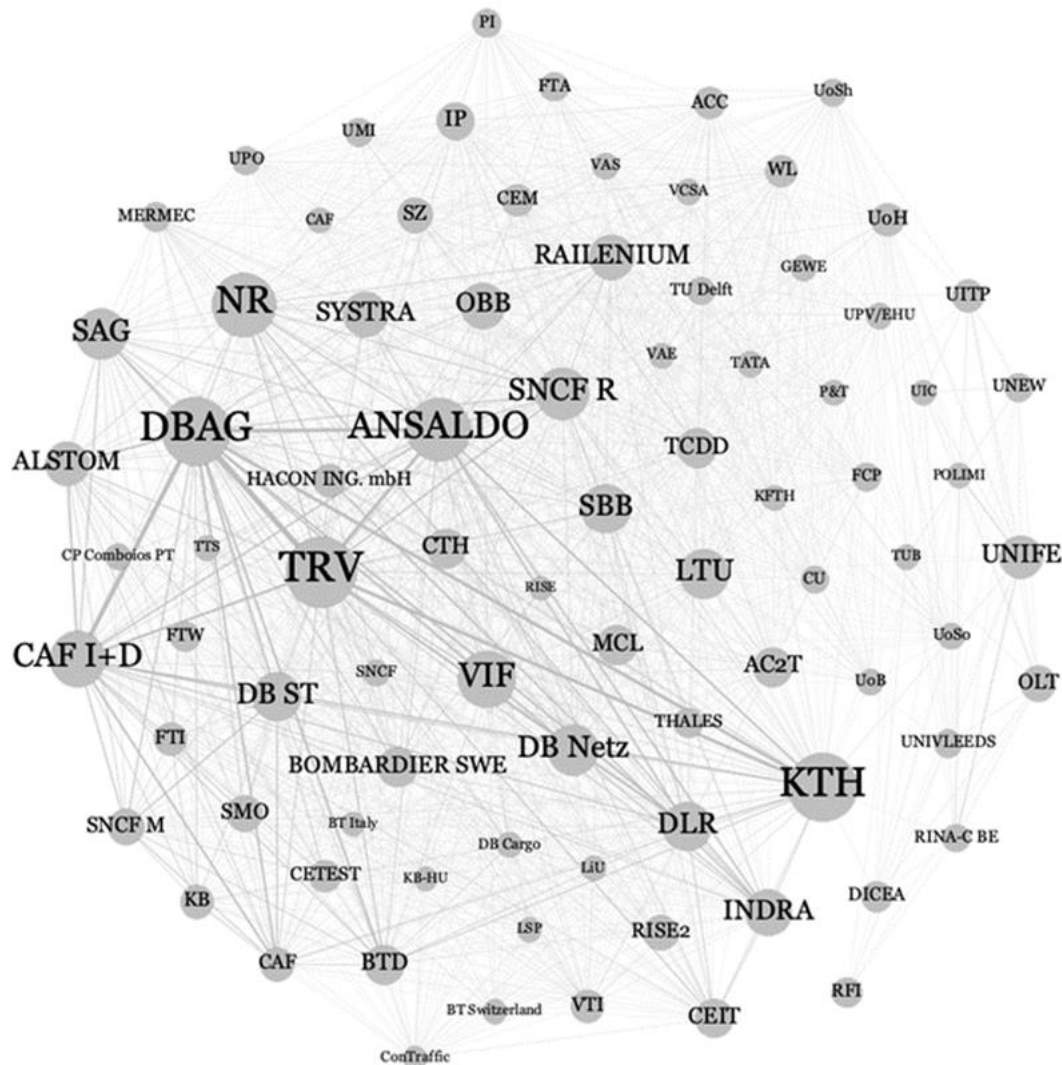 PI
FTA
UoSh
ACC
IP
UMI
UPO
VAS
WL
VCSA
CEM
MERMEC
CAF
SZ
UoH
RAILENIUM
GEWE
TU Delft
UITP
NR
SYSTRA
OBB
UPV/EHU
SAG
VAE
TATA
SNCF R
P&T
UIC
UNEW
DBAG
ANSALDO
TCDD
ALSTOM
HACON ING. mbH
FCP
POLIMI
KFTH
SBB
CTH
CP Comboios PT
TTS
TUB
UNIFE
TRV
LTU
CU
RISE
FTW
MCL
UoSo
CAF I+D
SNCF
VIF
AC2T
UoB
OLT
DB ST
THALES
FTI
DB Netz
UNIVLEEDS
BOMBARDIER SWE
KTH
SMO
SNCF M
BT Italy
DLR
RINA-C BE
DB Cargo
LiU
CETEST
KB-HU
DICEA
KB
INDRA
LSP
RISE2
CAF
BTD
RFI
BT Switzerland
VTI
CEIT
ConTraffic